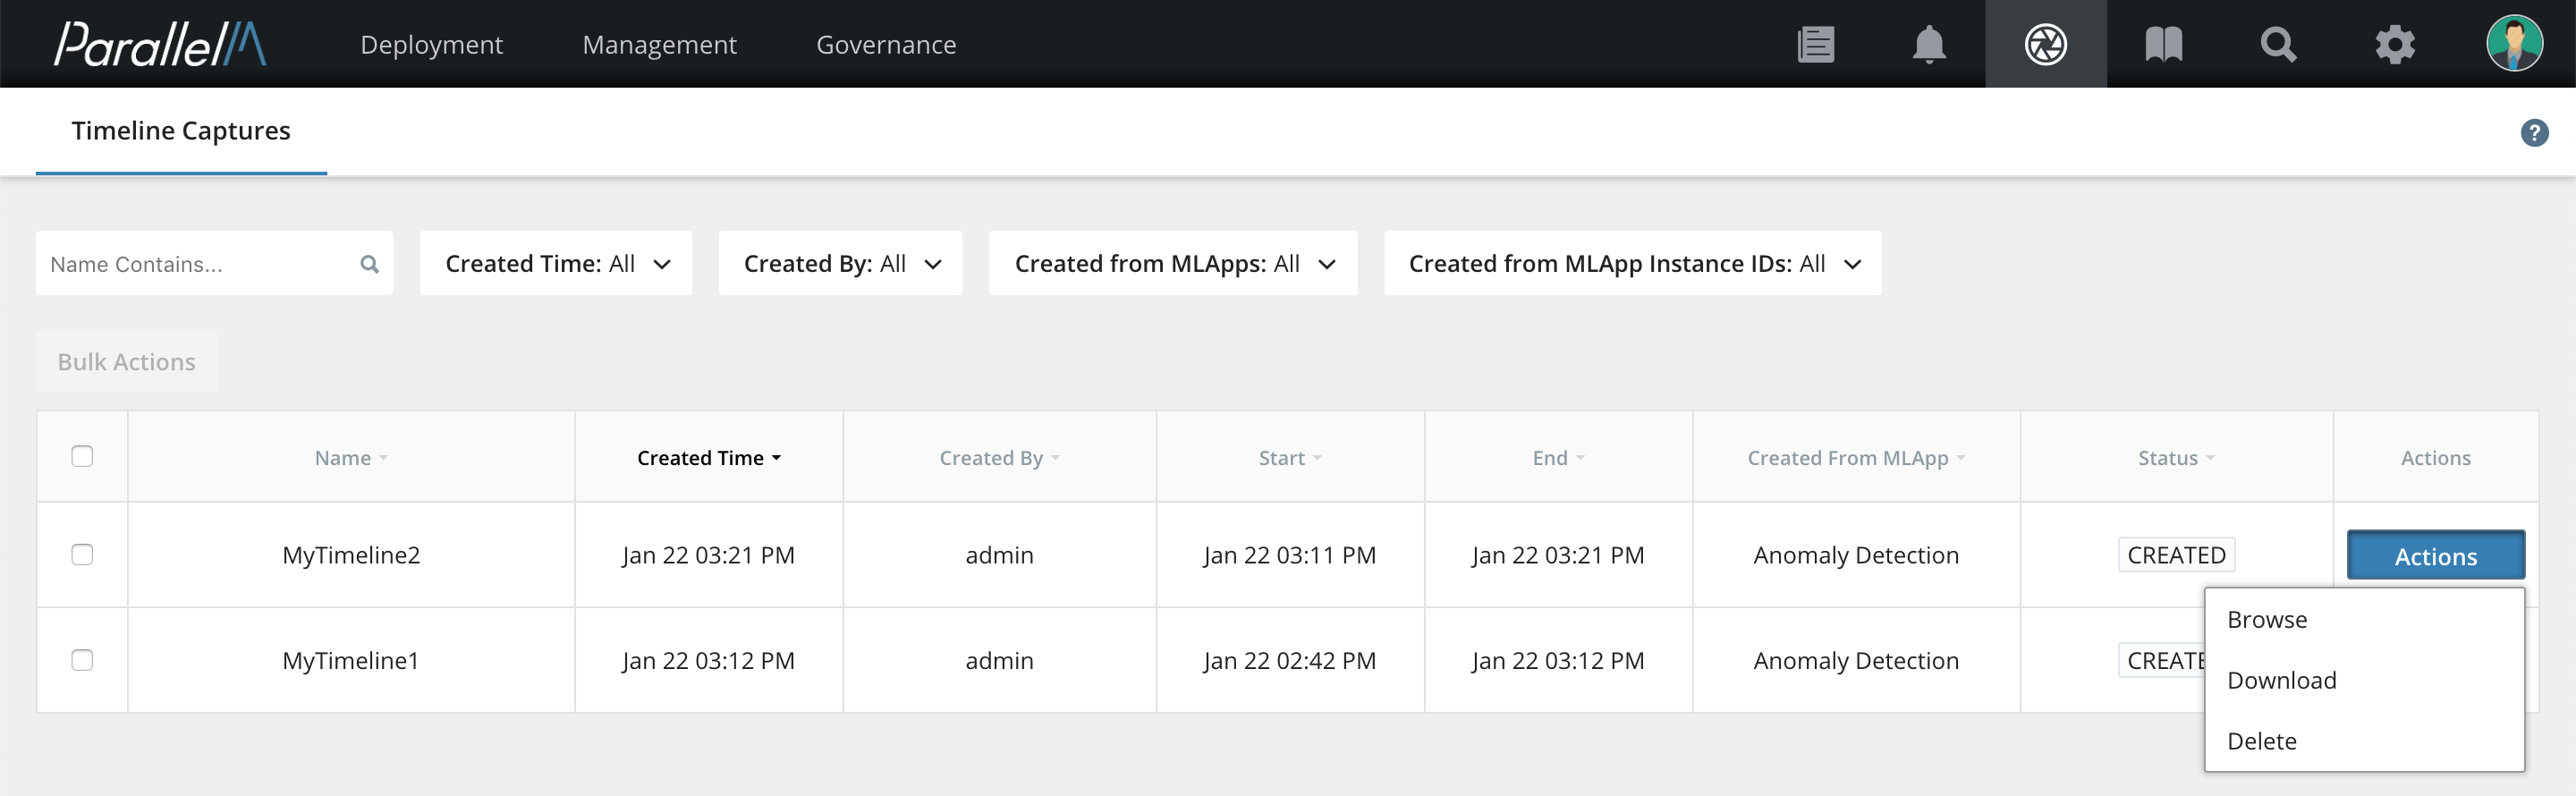 ParallelM Deployment Management Governance
Timeline Captures ?
Name Contains... Created Time: All Created By: All Created from MLApps: All Created from MLApp Instance IDs: All
Bulk Actions
Name Created Time Created By Start End Created From MLApp Status Actions
MyTimeline2 Jan 22 03:21 PM admin Jan 22 03:11 PM Jan 22 03:21 PM Anomaly Detection CREATED Actions
Browse
MyTimeline1 Jan 22 03:12 PM admin Jan 22 02:42 PM Jan 22 03:12 PM Anomaly Detection CREATE
Download
Delete